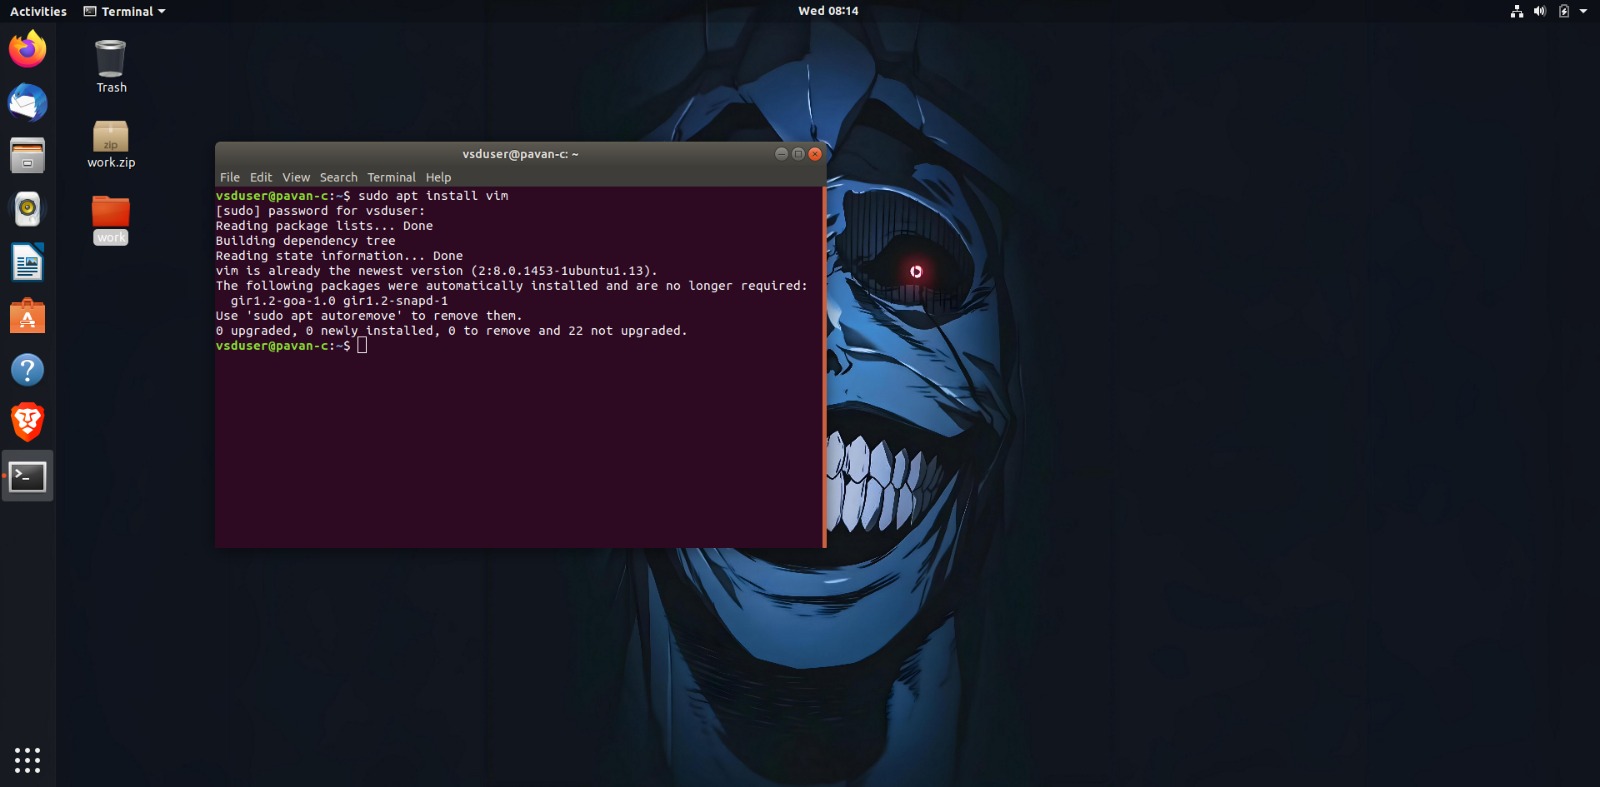 Activities Terminal Wed 08:14
Trash
zip
work.zip
work
vsduser@pavan-c: ~
File Edit View Search Terminal Help
vsduser@pavan-c:~$ sudo apt install vim
[sudo] password for vsduser:
Reading package lists... Done
Building dependency tree
Reading state information... Done
vim is already the newest version (2:8.0.1453-1ubuntu1.13).
The following packages were automatically installed and are no longer required:
  gir1.2-goa-1.0 gir1.2-snapd-1
Use 'sudo apt autoremove' to remove them.
0 upgraded, 0 newly installed, 0 to remove and 22 not upgraded.
vsduser@pavan-c:~$